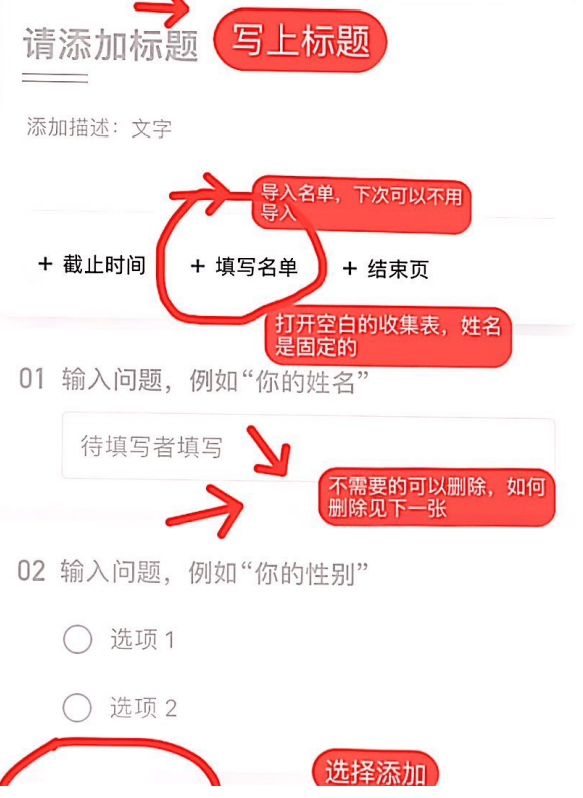 请添加标题
写上标题
添加描述：文字
导入名单，下次可以不用
导入
+ 截止时间
+ 填写名单
+ 结束页
打开空白的收集表，姓名
是固定的
01 输入问题，例如“你的姓名”
待填写者填写
不需要的可以删除，如何
删除见下一张
02 输入问题，例如“你的性别”
选项 1
选项 2
选择添加